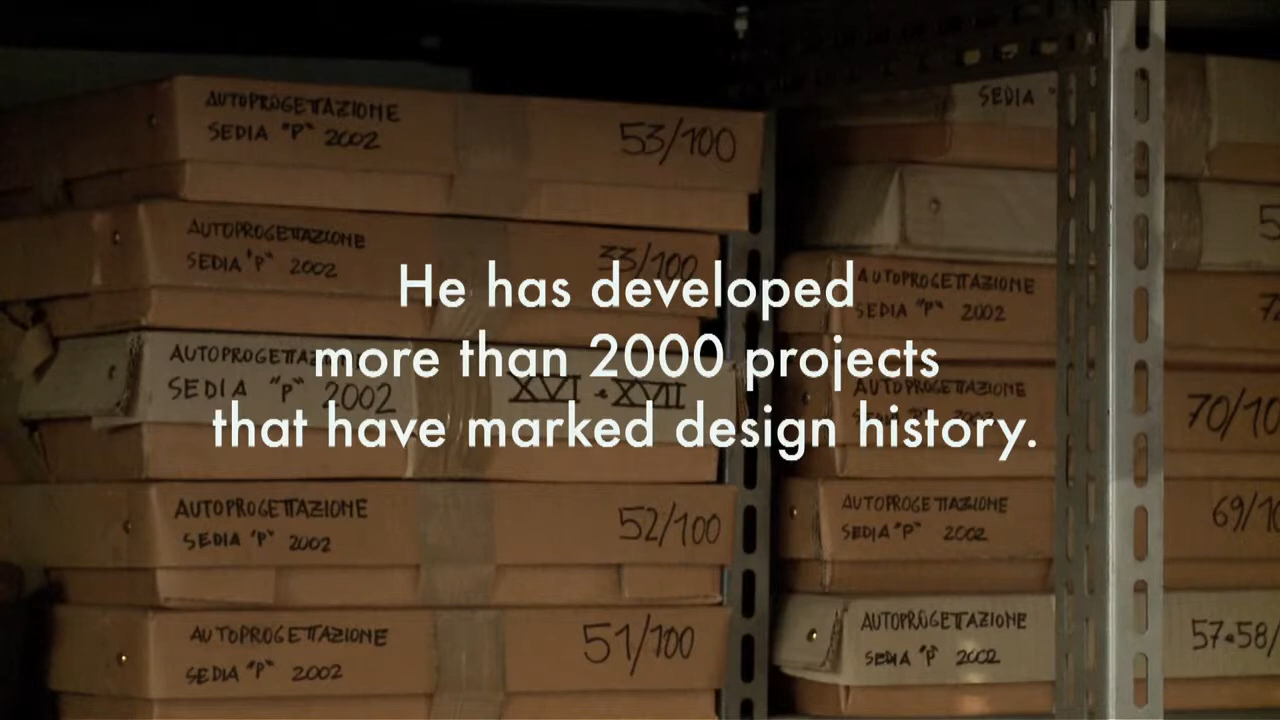 He has developed
more than 2000 projects
that have marked design history.
AUTOPROGETTAZIONE
SEDIA "P" 2002
53/100
AUTOPROGETTAZIONE
SEDIA "P" 2002
33/100
AUTOPROGETTAZIONE
SEDIA "P" 2002
XVI - XVII
AUTOPROGETTAZIONE
SEDIA "P" 2002
52/100
AUTOPROGETTAZIONE
SEDIA "P" 2002
51/100
SEDIA
AUTOPROGETTAZIONE
SEDIA "P" 2002
AUTOPROGETTAZIONE
70/10
AUTOPROGETTAZIONE
SEDIA "P" 2002
69/10
AUTOPROGETTAZIONE
SEDIA "P" 2002
57-58/